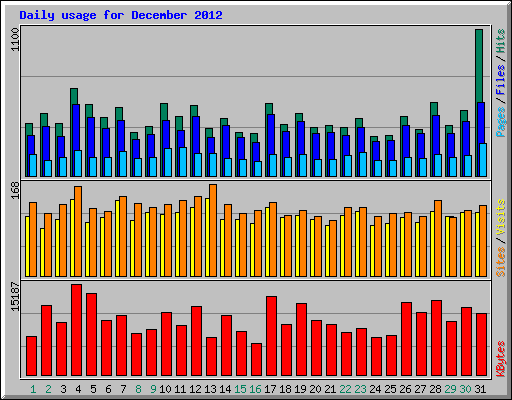 Daily usage for December 2012
1100
Pages / Files / Hits
168
Sites / Visits
15187
KBytes
1 2 3 4 5 6 7 8 9 10 11 12 13 14 15 16 17 18 19 20 21 22 23 24 25 26 27 28 29 30 31